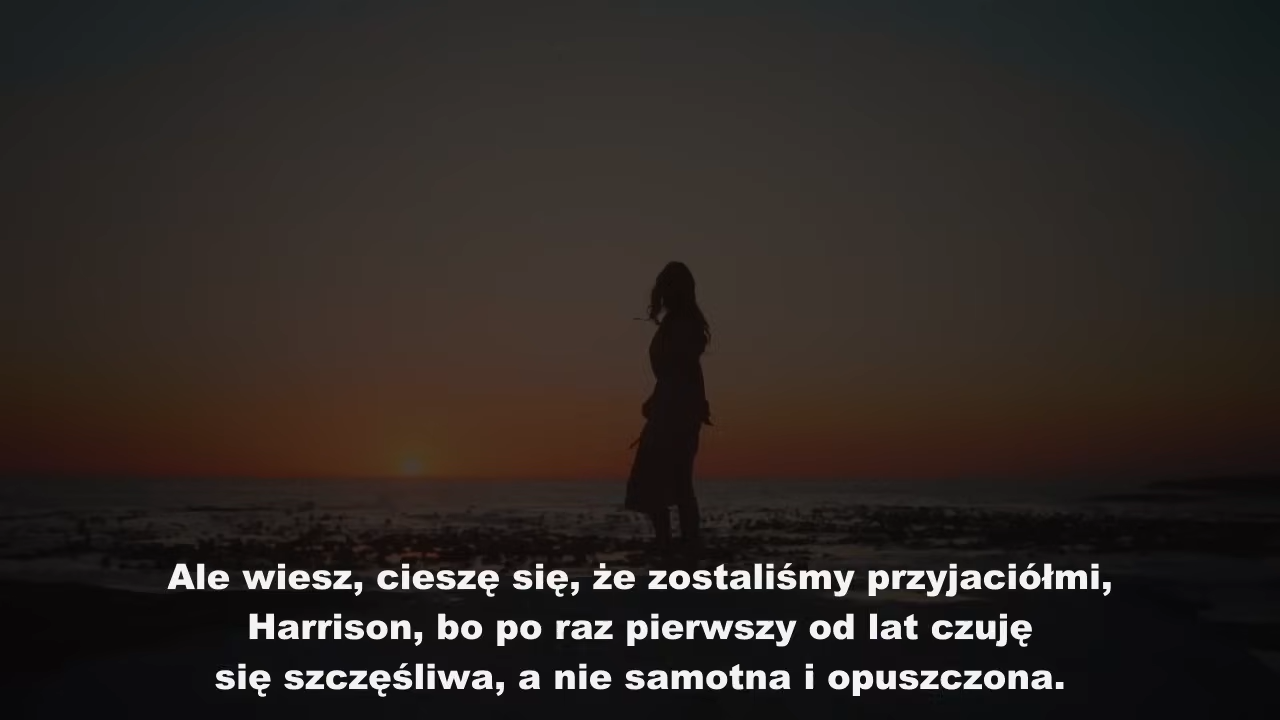 Ale wiesz, cieszę się, że zostaliśmy przyjaciółmi,
Harrison, bo po raz pierwszy od lat czuję
się szczęśliwa, a nie samotna i opuszczona.